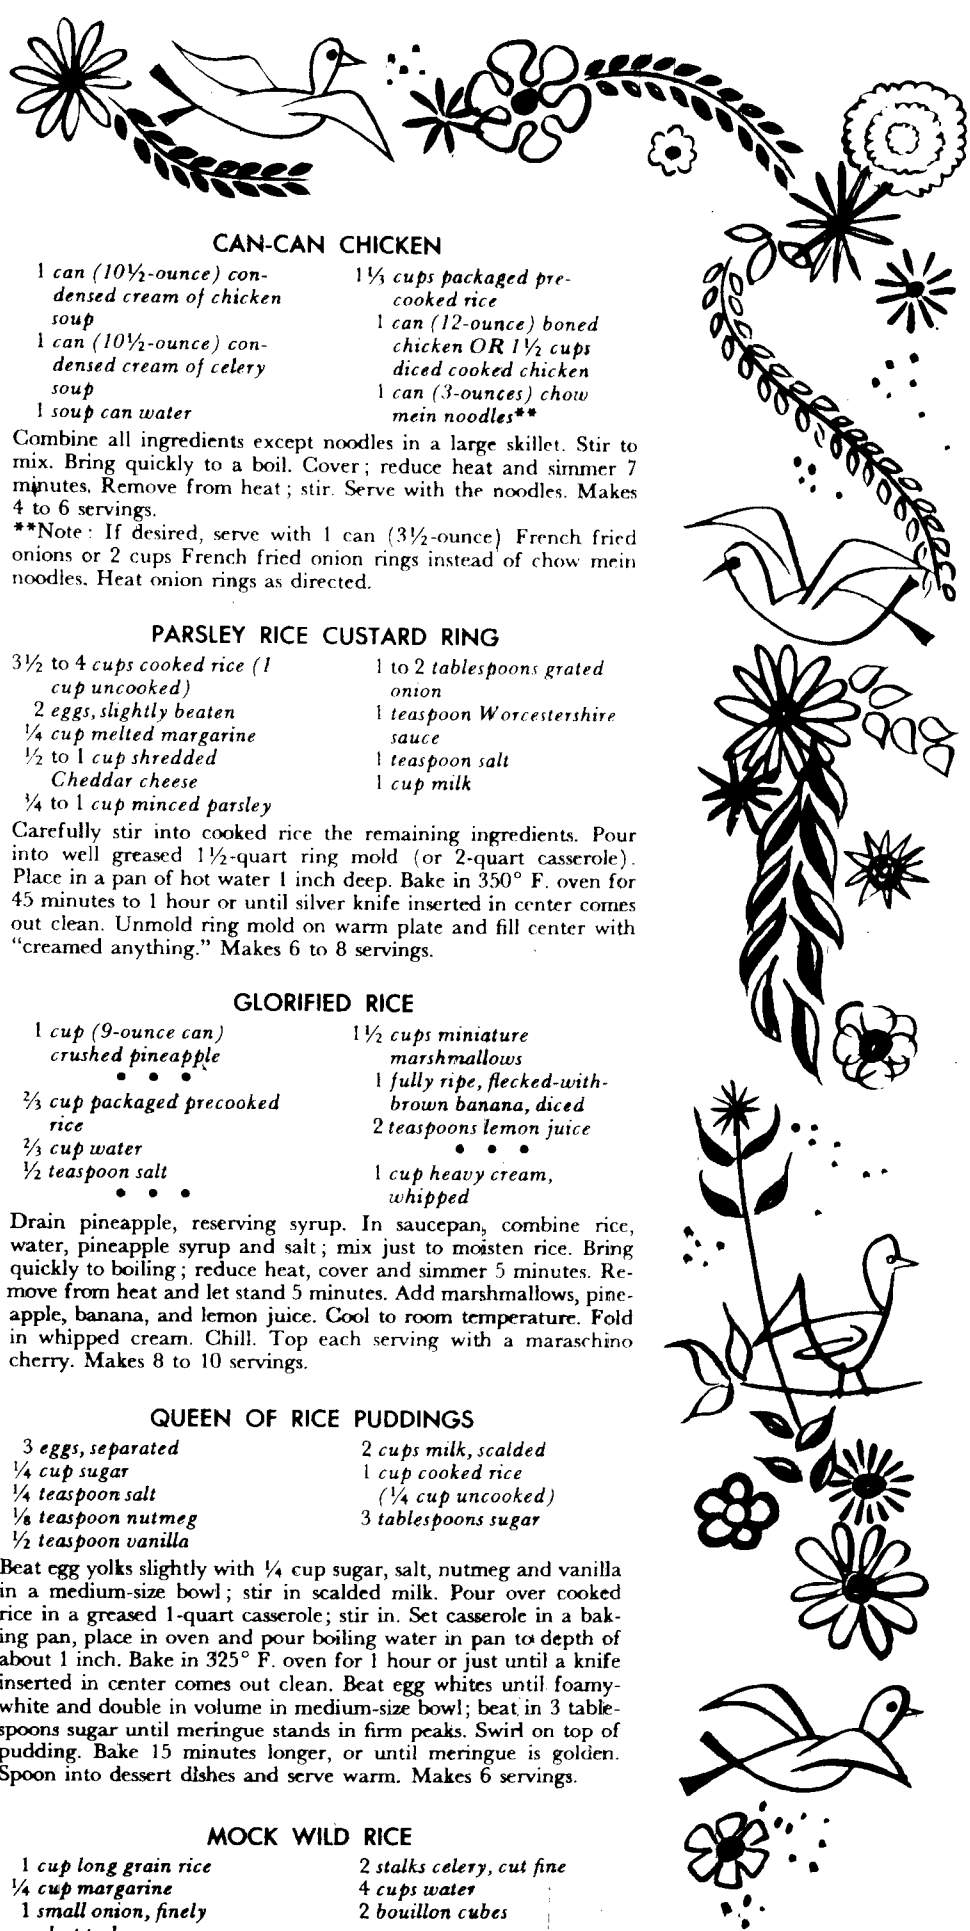 CAN-CAN CHICKEN
1 can (10½-ounce) con-
densed cream of chicken
soup
1 can (10½-ounce) con-
densed cream of celery
soup
1 soup can water
1⅓ cups packaged pre-
cooked rice
1 can (12-ounce) boned
chicken OR 1½ cups
diced cooked chicken
1 can (3-ounces) chow
mein noodles**
Combine all ingredients except noodles in a large skillet. Stir to
mix. Bring quickly to a boil. Cover; reduce heat and simmer 7
minutes. Remove from heat; stir. Serve with the noodles. Makes
4 to 6 servings.
**Note: If desired, serve with 1 can (3½-ounce) French fried
onions or 2 cups French fried onion rings instead of chow mein
noodles. Heat onion rings as directed.
PARSLEY RICE CUSTARD RING
3½ to 4 cups cooked rice (1
cup uncooked)
2 eggs, slightly beaten
¼ cup melted margarine
½ to 1 cup shredded
Cheddar cheese
¼ to 1 cup minced parsley
1 to 2 tablespoons grated
onion
1 teaspoon Worcestershire
sauce
1 teaspoon salt
1 cup milk
Carefully stir into cooked rice the remaining ingredients. Pour
into well greased 1½-quart ring mold (or 2-quart casserole).
Place in a pan of hot water 1 inch deep. Bake in 350° F. oven for
45 minutes to 1 hour or until silver knife inserted in center comes
out clean. Unmold ring mold on warm plate and fill center with
"creamed anything." Makes 6 to 8 servings.
GLORIFIED RICE
1 cup (9-ounce can)
crushed pineapple
• • •
⅔ cup packaged precooked
rice
⅔ cup water
½ teaspoon salt
• • •
1½ cups miniature
marshmallows
1 fully ripe, flecked-with-
brown banana, diced
2 teaspoons lemon juice
• • •
1 cup heavy cream,
whipped
Drain pineapple, reserving syrup. In saucepan, combine rice,
water, pineapple syrup and salt; mix just to moisten rice. Bring
quickly to boiling; reduce heat, cover and simmer 5 minutes. Re-
move from heat and let stand 5 minutes. Add marshmallows, pine-
apple, banana, and lemon juice. Cool to room temperature. Fold
in whipped cream. Chill. Top each serving with a maraschino
cherry. Makes 8 to 10 servings.
QUEEN OF RICE PUDDINGS
3 eggs, separated
¼ cup sugar
¼ teaspoon salt
⅛ teaspoon nutmeg
½ teaspoon vanilla
2 cups milk, scalded
1 cup cooked rice
(¼ cup uncooked)
3 tablespoons sugar
Beat egg yolks slightly with ¼ cup sugar, salt, nutmeg and vanilla
in a medium-size bowl; stir in scalded milk. Pour over cooked
rice in a greased 1-quart casserole; stir in. Set casserole in a bak-
ing pan, place in oven and pour boiling water in pan to depth of
about 1 inch. Bake in 325° F. oven for 1 hour or just until a knife
inserted in center comes out clean. Beat egg whites until foamy-
white and double in volume in medium-size bowl; beat in 3 table-
spoons sugar until meringue stands in firm peaks. Swirl on top of
pudding. Bake 15 minutes longer, or until meringue is golden.
Spoon into dessert dishes and serve warm. Makes 6 servings.
MOCK WILD RICE
1 cup long grain rice
¼ cup margarine
1 small onion, finely
2 stalks celery, cut fine
4 cups water
2 bouillon cubes